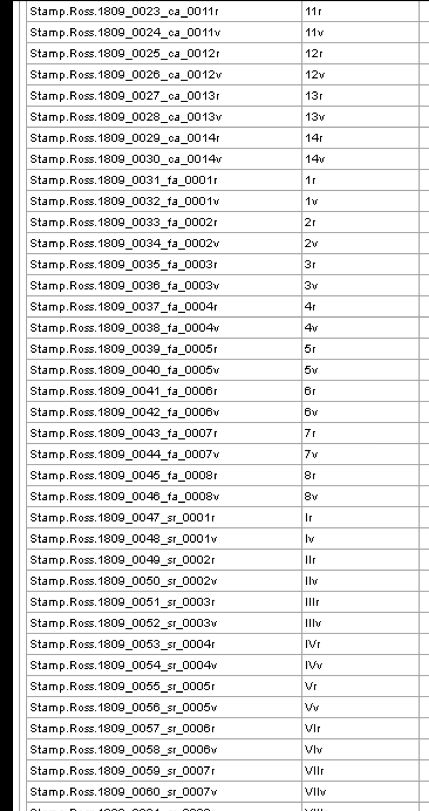 Stamp.Ross.1809_0023_ca_0011r 11r
Stamp.Ross.1809_0024_ca_0011v 11v
Stamp.Ross.1809_0025_ca_0012r 12r
Stamp.Ross.1809_0026_ca_0012v 12v
Stamp.Ross.1809_0027_ca_0013r 13r
Stamp.Ross.1809_0028_ca_0013v 13v
Stamp.Ross.1809_0029_ca_0014r 14r
Stamp.Ross.1809_0030_ca_0014v 14v
Stamp.Ross.1809_0031_fa_0001r 1r
Stamp.Ross.1809_0032_fa_0001v 1v
Stamp.Ross.1809_0033_fa_0002r 2r
Stamp.Ross.1809_0034_fa_0002v 2v
Stamp.Ross.1809_0035_fa_0003r 3r
Stamp.Ross.1809_0036_fa_0003v 3v
Stamp.Ross.1809_0037_fa_0004r 4r
Stamp.Ross.1809_0038_fa_0004v 4v
Stamp.Ross.1809_0039_fa_0005r 5r
Stamp.Ross.1809_0040_fa_0005v 5v
Stamp.Ross.1809_0041_fa_0006r 6r
Stamp.Ross.1809_0042_fa_0006v 6v
Stamp.Ross.1809_0043_fa_0007r 7r
Stamp.Ross.1809_0044_fa_0007v 7v
Stamp.Ross.1809_0045_fa_0008r 8r
Stamp.Ross.1809_0046_fa_0008v 8v
Stamp.Ross.1809_0047_sr_0001r Ir
Stamp.Ross.1809_0048_sr_0001v Iv
Stamp.Ross.1809_0049_sr_0002r IIr
Stamp.Ross.1809_0050_sr_0002v IIv
Stamp.Ross.1809_0051_sr_0003r IIIr
Stamp.Ross.1809_0052_sr_0003v IIIv
Stamp.Ross.1809_0053_sr_0004r IVr
Stamp.Ross.1809_0054_sr_0004v IVv
Stamp.Ross.1809_0055_sr_0005r Vr
Stamp.Ross.1809_0056_sr_0005v Vv
Stamp.Ross.1809_0057_sr_0006r VIr
Stamp.Ross.1809_0058_sr_0006v VIv
Stamp.Ross.1809_0059_sr_0007r VIIr
Stamp.Ross.1809_0060_sr_0007v VIIv